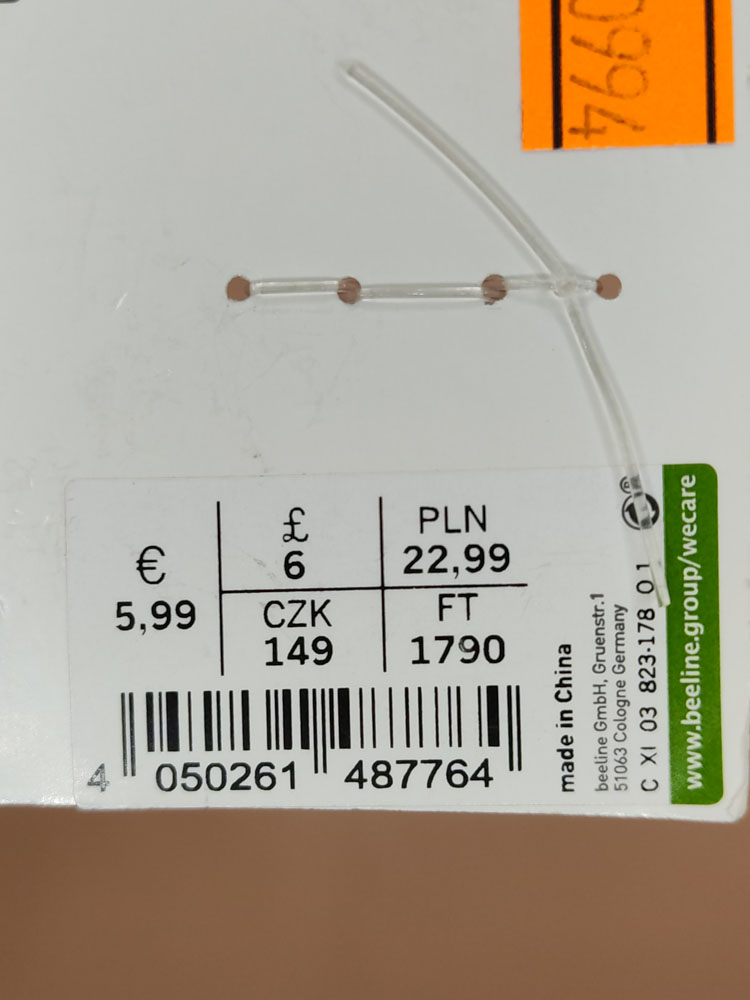 0994
€
5,99
£
6
PLN
22,99
CZK
149
FT
1790
4 050261 487764
made in China
beeline GmbH, Gruenstr.1
51063 Cologne Germany
C XI 03 823-178 01
www.beeline.group/wecare